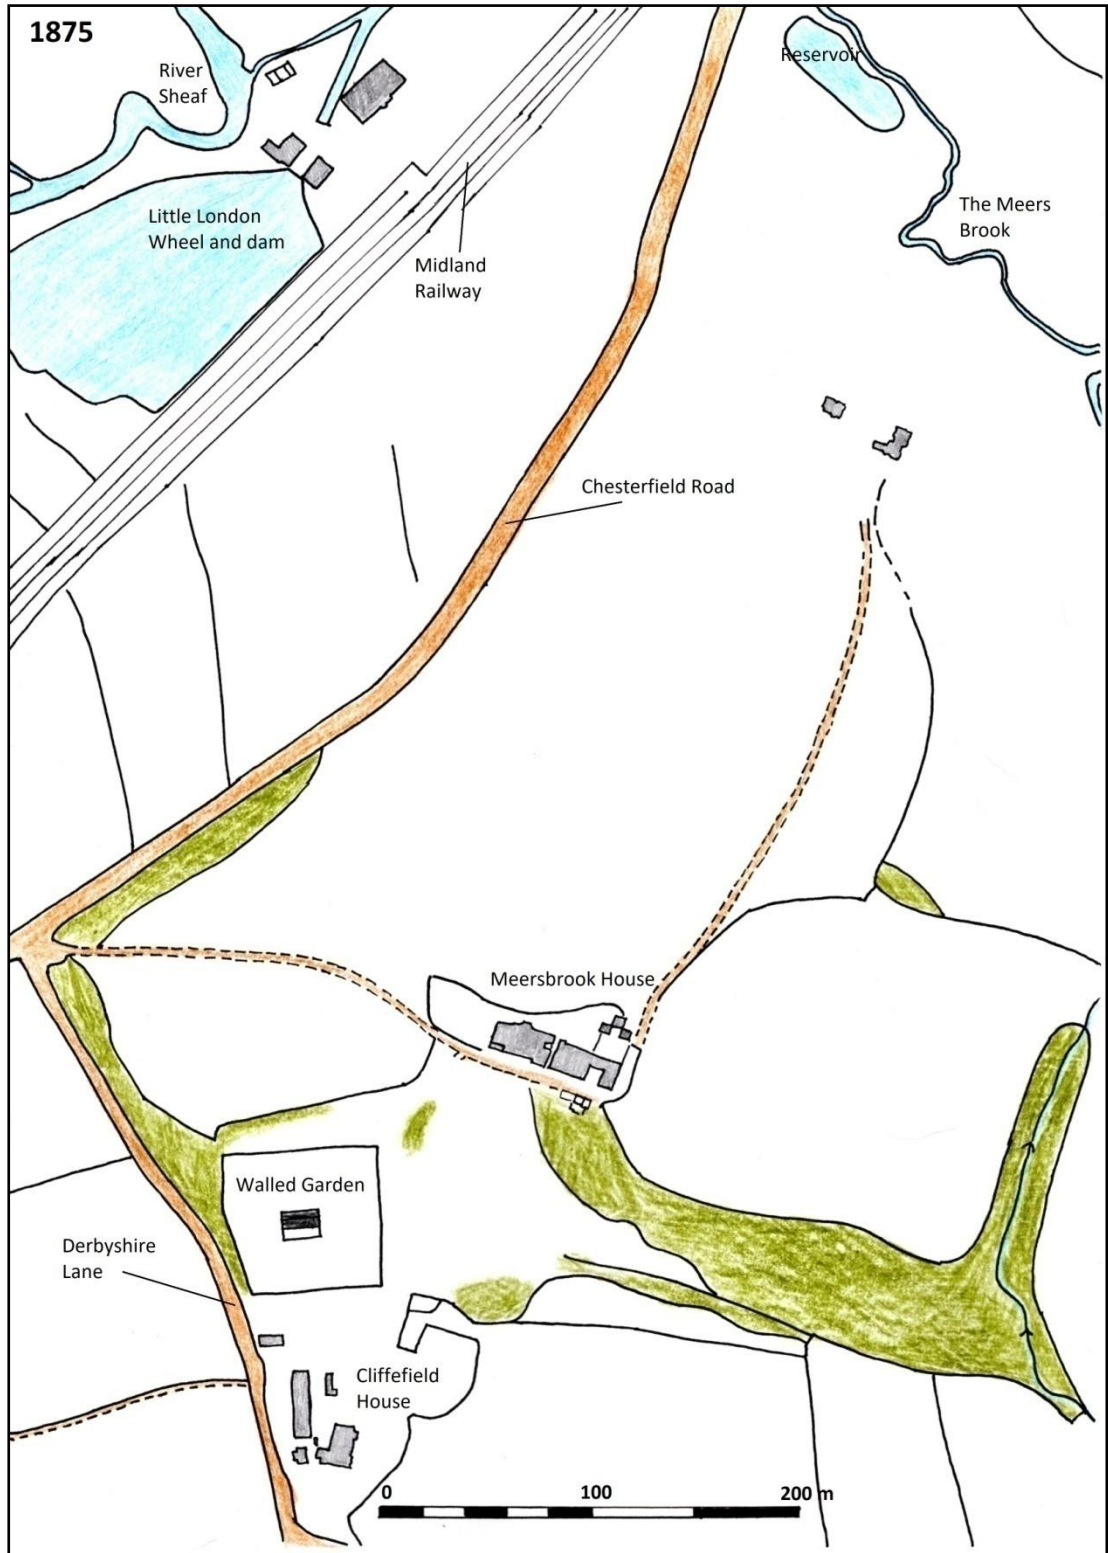 1875
River
Sheaf
Reservoir
Little London
Wheel and dam
The Meers
Brook
Midland
Railway
Chesterfield Road
Meersbrook House
Walled Garden
Derbyshire
Lane
Cliffefield
House
0 100 200 m